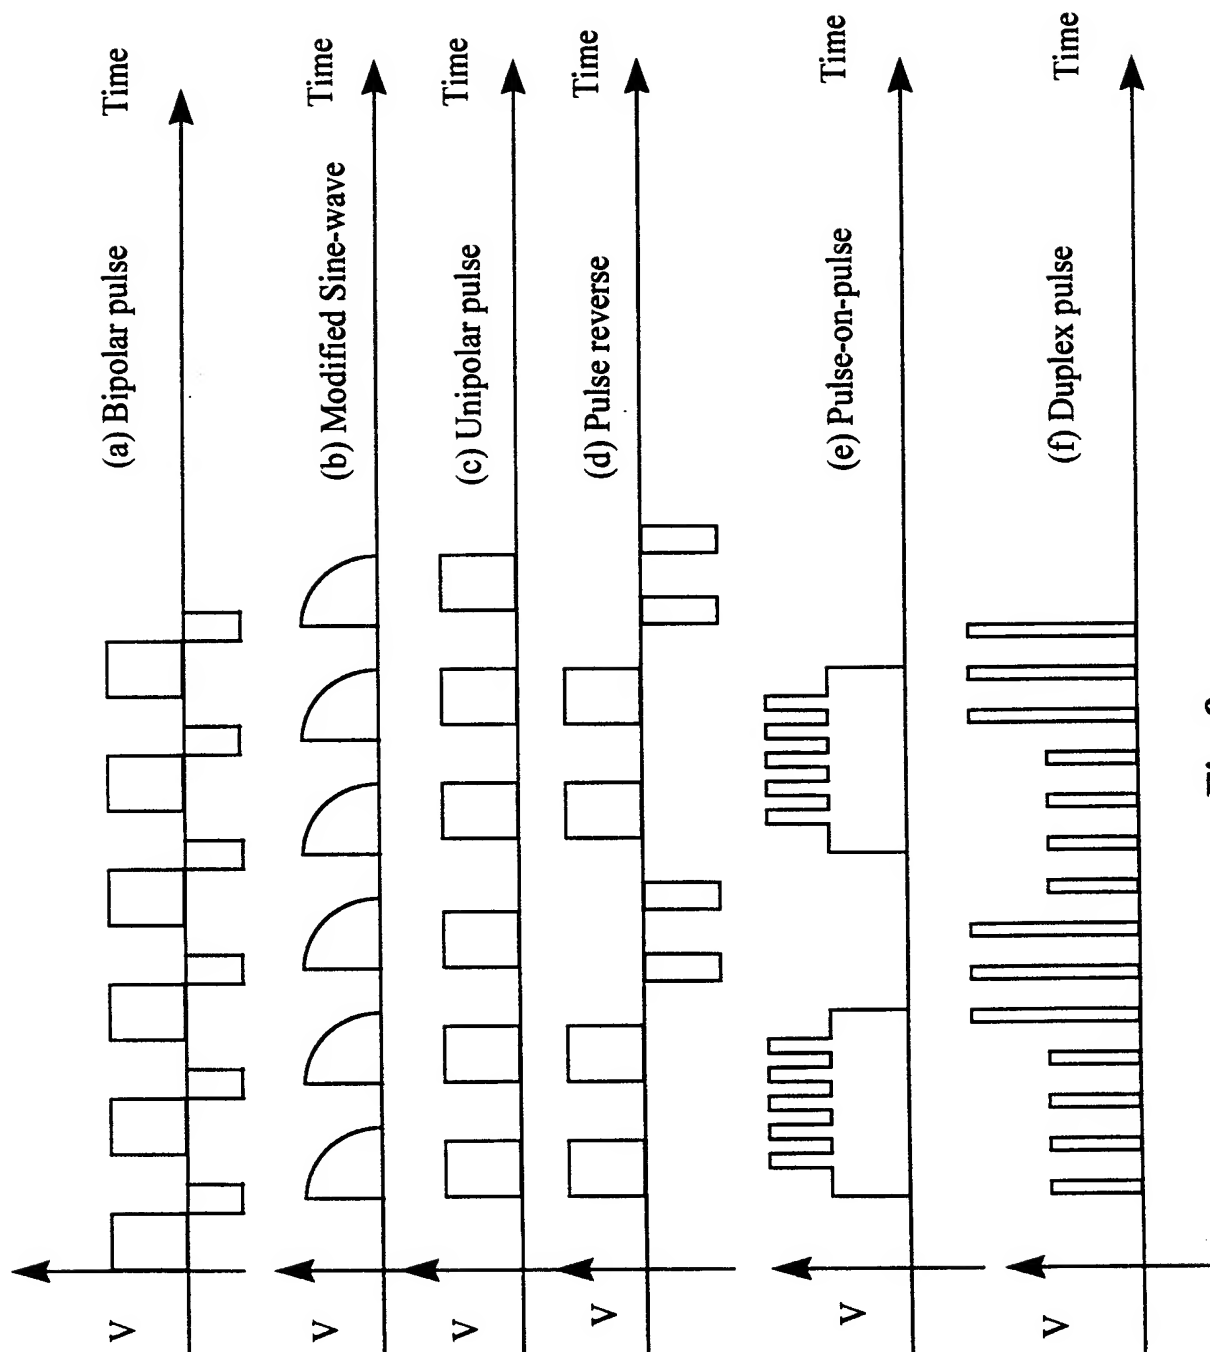 V
(a) Bipolar pulse
Time
V
(b) Modified Sine-wave
Time
V
(c) Unipolar pulse
Time
V
(d) Pulse reverse
Time
V
(e) Pulse-on-pulse
Time
V
(f) Duplex pulse
Time